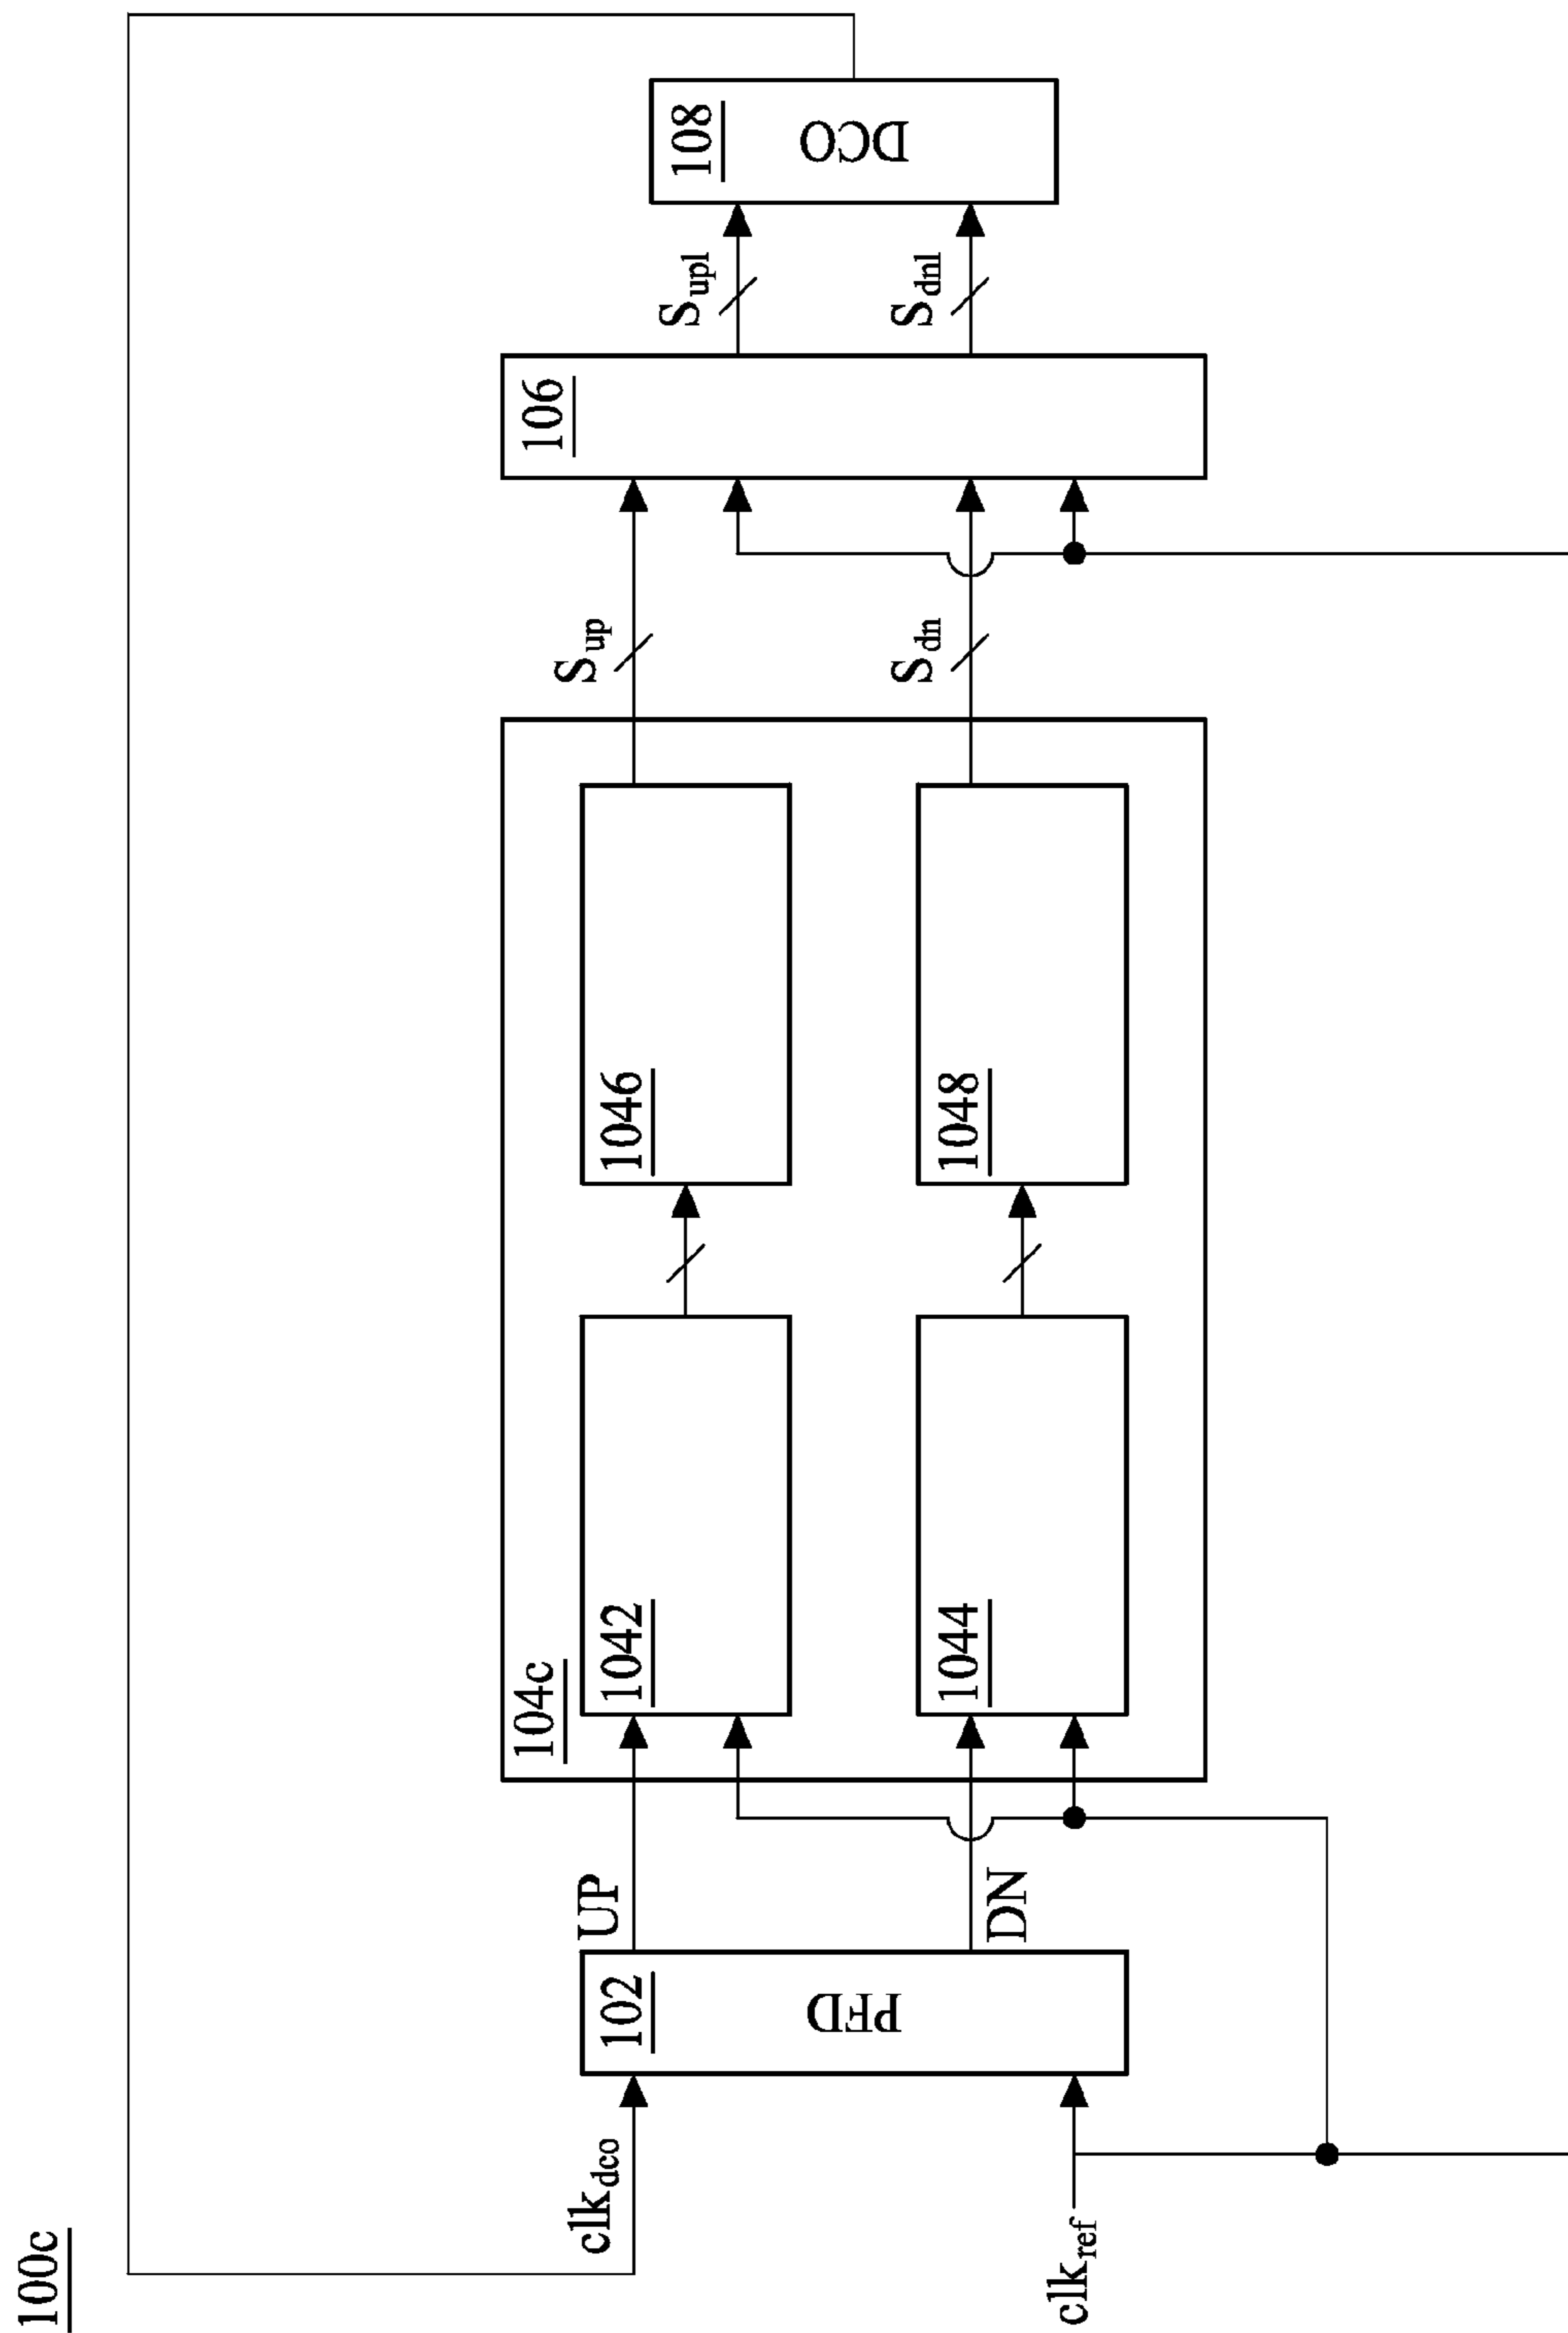 100c
clk_dco
clk_ref
102
PFD
UP
DN
104c
1042
1044
1046
1048
S_up
S_dn
106
S_upl
S_dnl
108
DCO